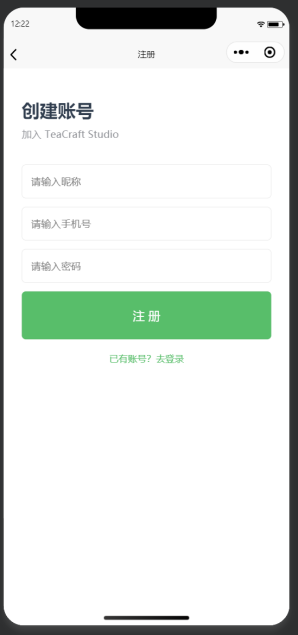 12:22
注册
创建账号
加入 TeaCraft Studio
请输入昵称
请输入手机号
请输入密码
注 册
已有账号？去登录